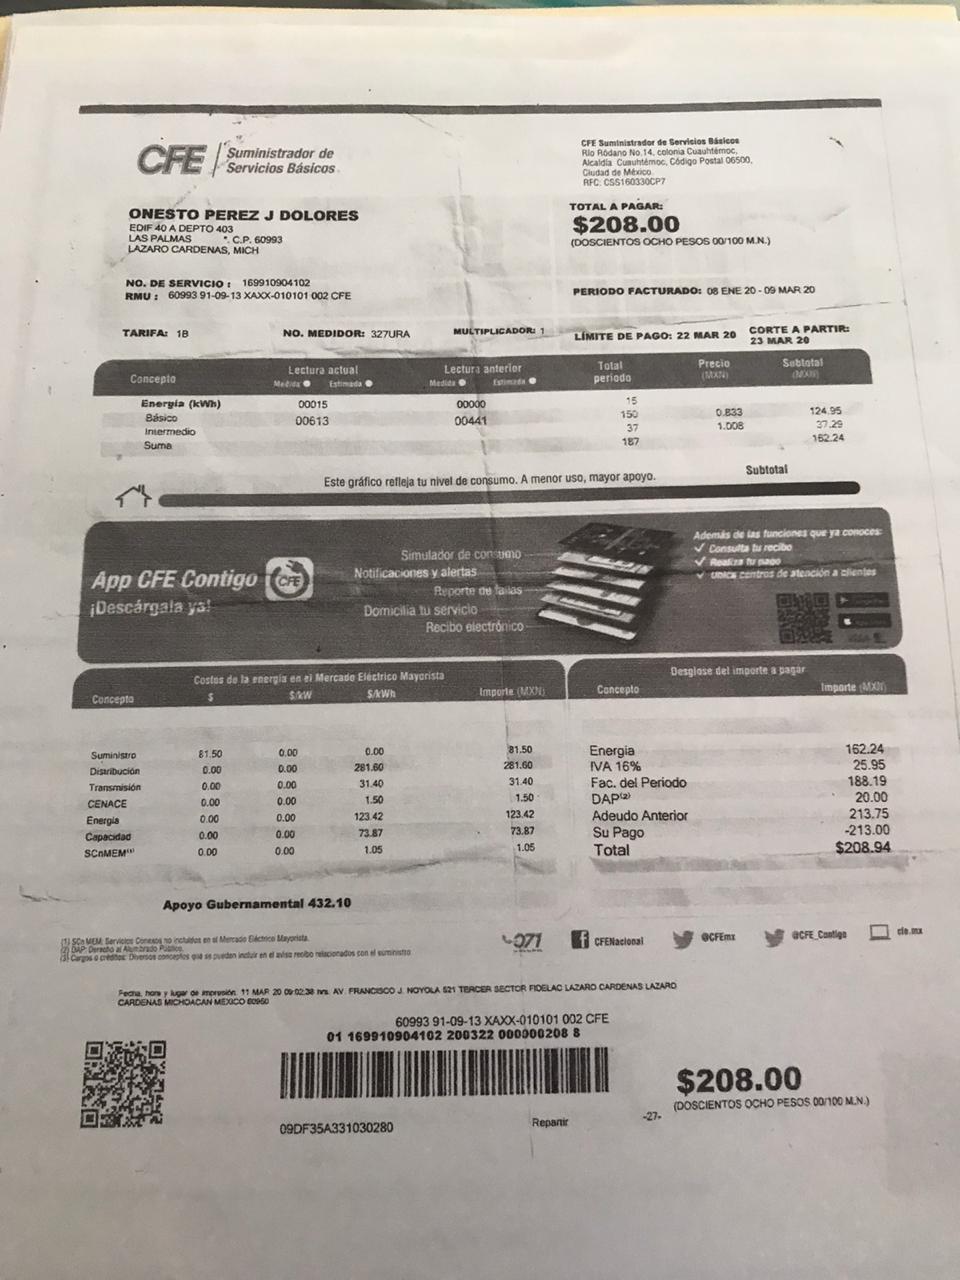 CFE Suministrador de Servicios Básicos
CFE Suministrador de Servicios Básicos
Río Ródano No.14, colonia Cuauhtémoc,
Alcaldía Cuauhtémoc, Código Postal 06500,
Ciudad de México.
RFC: CSS160330CP7
ONESTO PEREZ J DOLORES
EDIF 40 A DEPTO 403
LAS PALMAS *. C.P. 60993
LAZARO CARDENAS, MICH
TOTAL A PAGAR:
$208.00
(DOSCIENTOS OCHO PESOS 00/100 M.N.)
NO. DE SERVICIO : 169910904102
RMU : 60993 91-09-13 XAXX-010101 002 CFE
PERIODO FACTURADO: 08 ENE 20 - 09 MAR 20
TARIFA: 1B NO. MEDIDOR: 327URA MULTIPLICADOR: 1 LÍMITE DE PAGO: 22 MAR 20 CORTE A PARTIR: 23 MAR 20
Concepto Lectura actual Lectura anterior Total periodo Precio (MXN) Subtotal (MXN)
Medida Estimada Medida Estimada
Energía (kWh) 00015 00000 15
Básico 00613 00441 150 0.833 124.95
Intermedio 37 1.008 37.29
Suma 187 162.24
Subtotal
Este gráfico refleja tu nivel de consumo. A menor uso, mayor apoyo.
App CFE Contigo CFE
¡Descárgala ya!
Simulador de consumo
Notificaciones y alertas
Reporte de fallas
Domicilia tu servicio
Recibo electrónico
Además de las funciones que ya conoces:
✓ Consulta tu recibo
✓ Realiza tu pago
✓ Ubica centros de atención a clientes
Costos de la energía en el Mercado Eléctrico Mayorista
Concepto $ $/kW $/kWh Importe (MXN)
Suministro 81.50 0.00 0.00 81.50
Distribución 0.00 0.00 281.60 281.60
Transmisión 0.00 0.00 31.40 31.40
CENACE 0.00 0.00 1.50 1.50
Energía 0.00 0.00 123.42 123.42
Capacidad 0.00 0.00 73.87 73.87
SCnMEM(1) 0.00 0.00 1.05 1.05
Desglose del importe a pagar
Concepto Importe (MXN)
Energía 162.24
IVA 16% 25.95
Fac. del Periodo 188.19
DAP(2) 20.00
Adeudo Anterior 213.75
Su Pago -213.00
Total $208.94
Apoyo Gubernamental 432.10
(1) SCnMEM: Servicios Conexos no incluidos en el Mercado Eléctrico Mayorista.
(2) DAP: Derecho al Alumbrado Público.
(3) Cargos o créditos: Diversos conceptos que se pueden incluir en el aviso recibo relacionados con el suministro
071 CFENacional @CFEmx @CFE_Contigo cfe.mx
Fecha, hora y lugar de impresión: 11 MAR 20 09:02:38 hrs. AV. FRANCISCO J. NOYOLA 521 TERCER SECTOR FIDELAC LAZARO CARDENAS LAZARO
CARDENAS MICHOACAN MEXICO 60950
60993 91-09-13 XAXX-010101 002 CFE
01 169910904102 200322 000000208 8
$208.00
(DOSCIENTOS OCHO PESOS 00/100 M.N.)
09DF35A331030280
Repartir
-27-